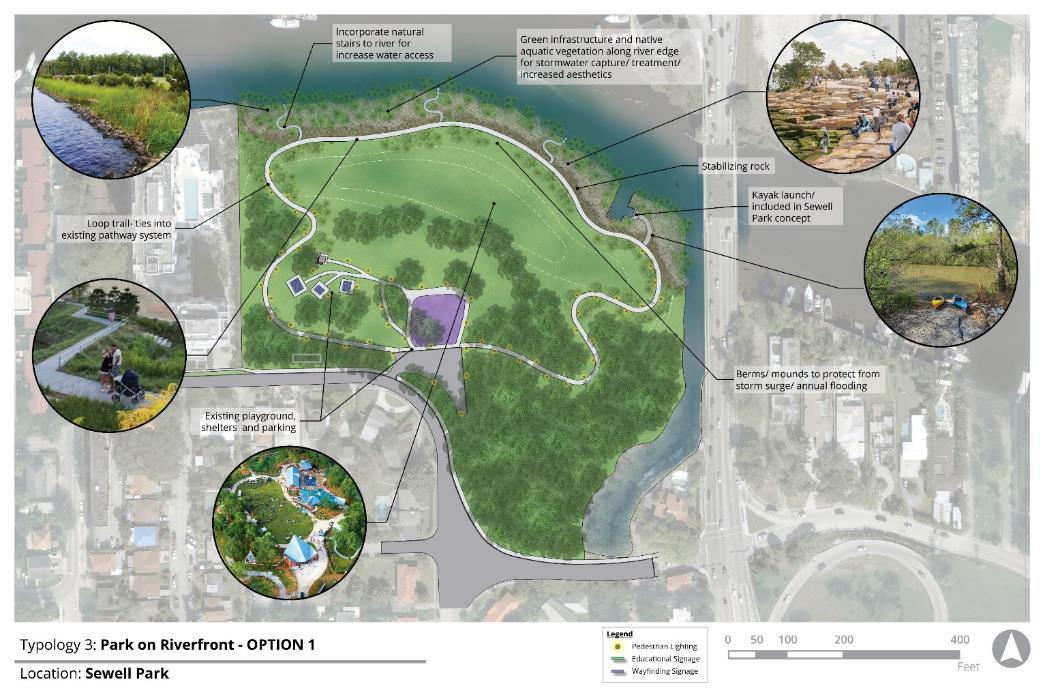 Incorporate natural
stairs to river for
increase water access
Green infrastructure and native
aquatic vegetation along river edge
for stormwater capture/ treatment/
increased aesthetics
Stabilizing rock
Kayak launch/
included in Sewell
Park concept
Loop trail- ties into
existing pathway system
Berms/ mounds to protect from
storm surge/ annual flooding
Existing playground,
shelters and parking
Typology 3: Park on Riverfront - OPTION 1
Location: Sewell Park
Legend
Pedestrian Lighting
Educational Signage
Wayfinding Signage
0 50 100 200 400
Feet